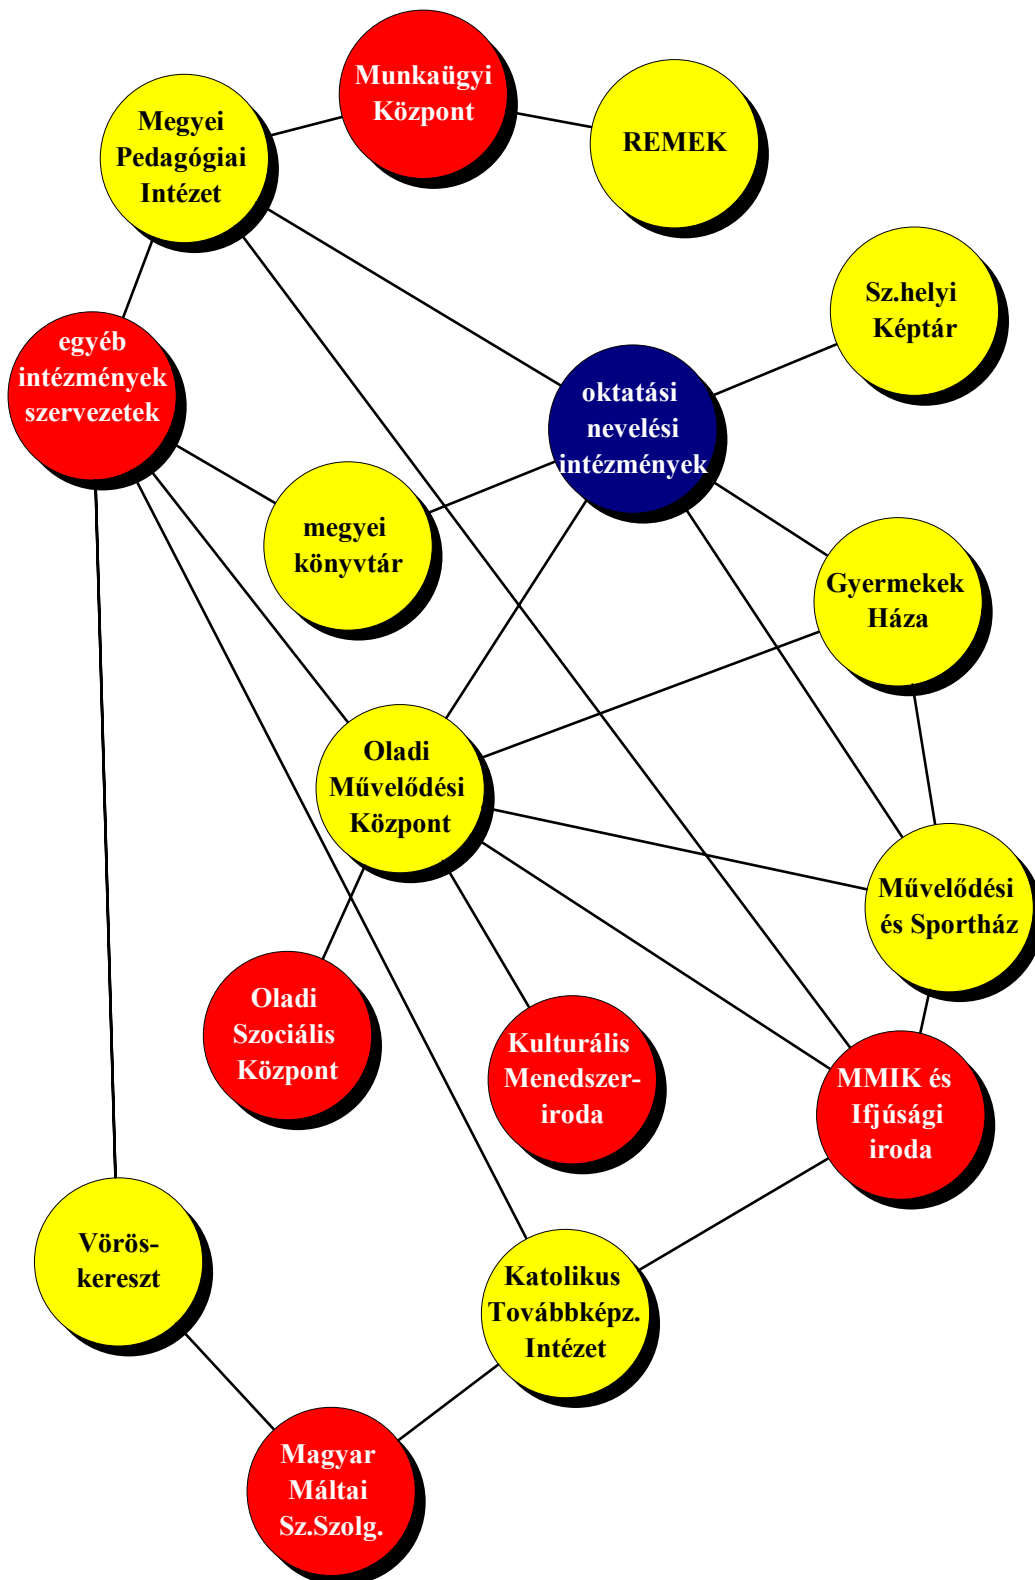 Munkaügyi
Központ
Megyei
Pedagógiai
Intézet
REMEK
Sz.helyi
Képtár
egyéb
intézmények
szervezetek
oktatási
nevelési
intézmények
megyei
könyvtár
Gyermekek
Háza
Oladi
Művelődési
Központ
Művelődési
és Sportház
Oladi
Szociális
Központ
Kulturális
Menedszer-
iroda
MMIK és
Ifjúsági
iroda
Vörös-
kereszt
Katolikus
Továbbképz.
Intézet
Magyar
Máltai
Sz.Szolg.